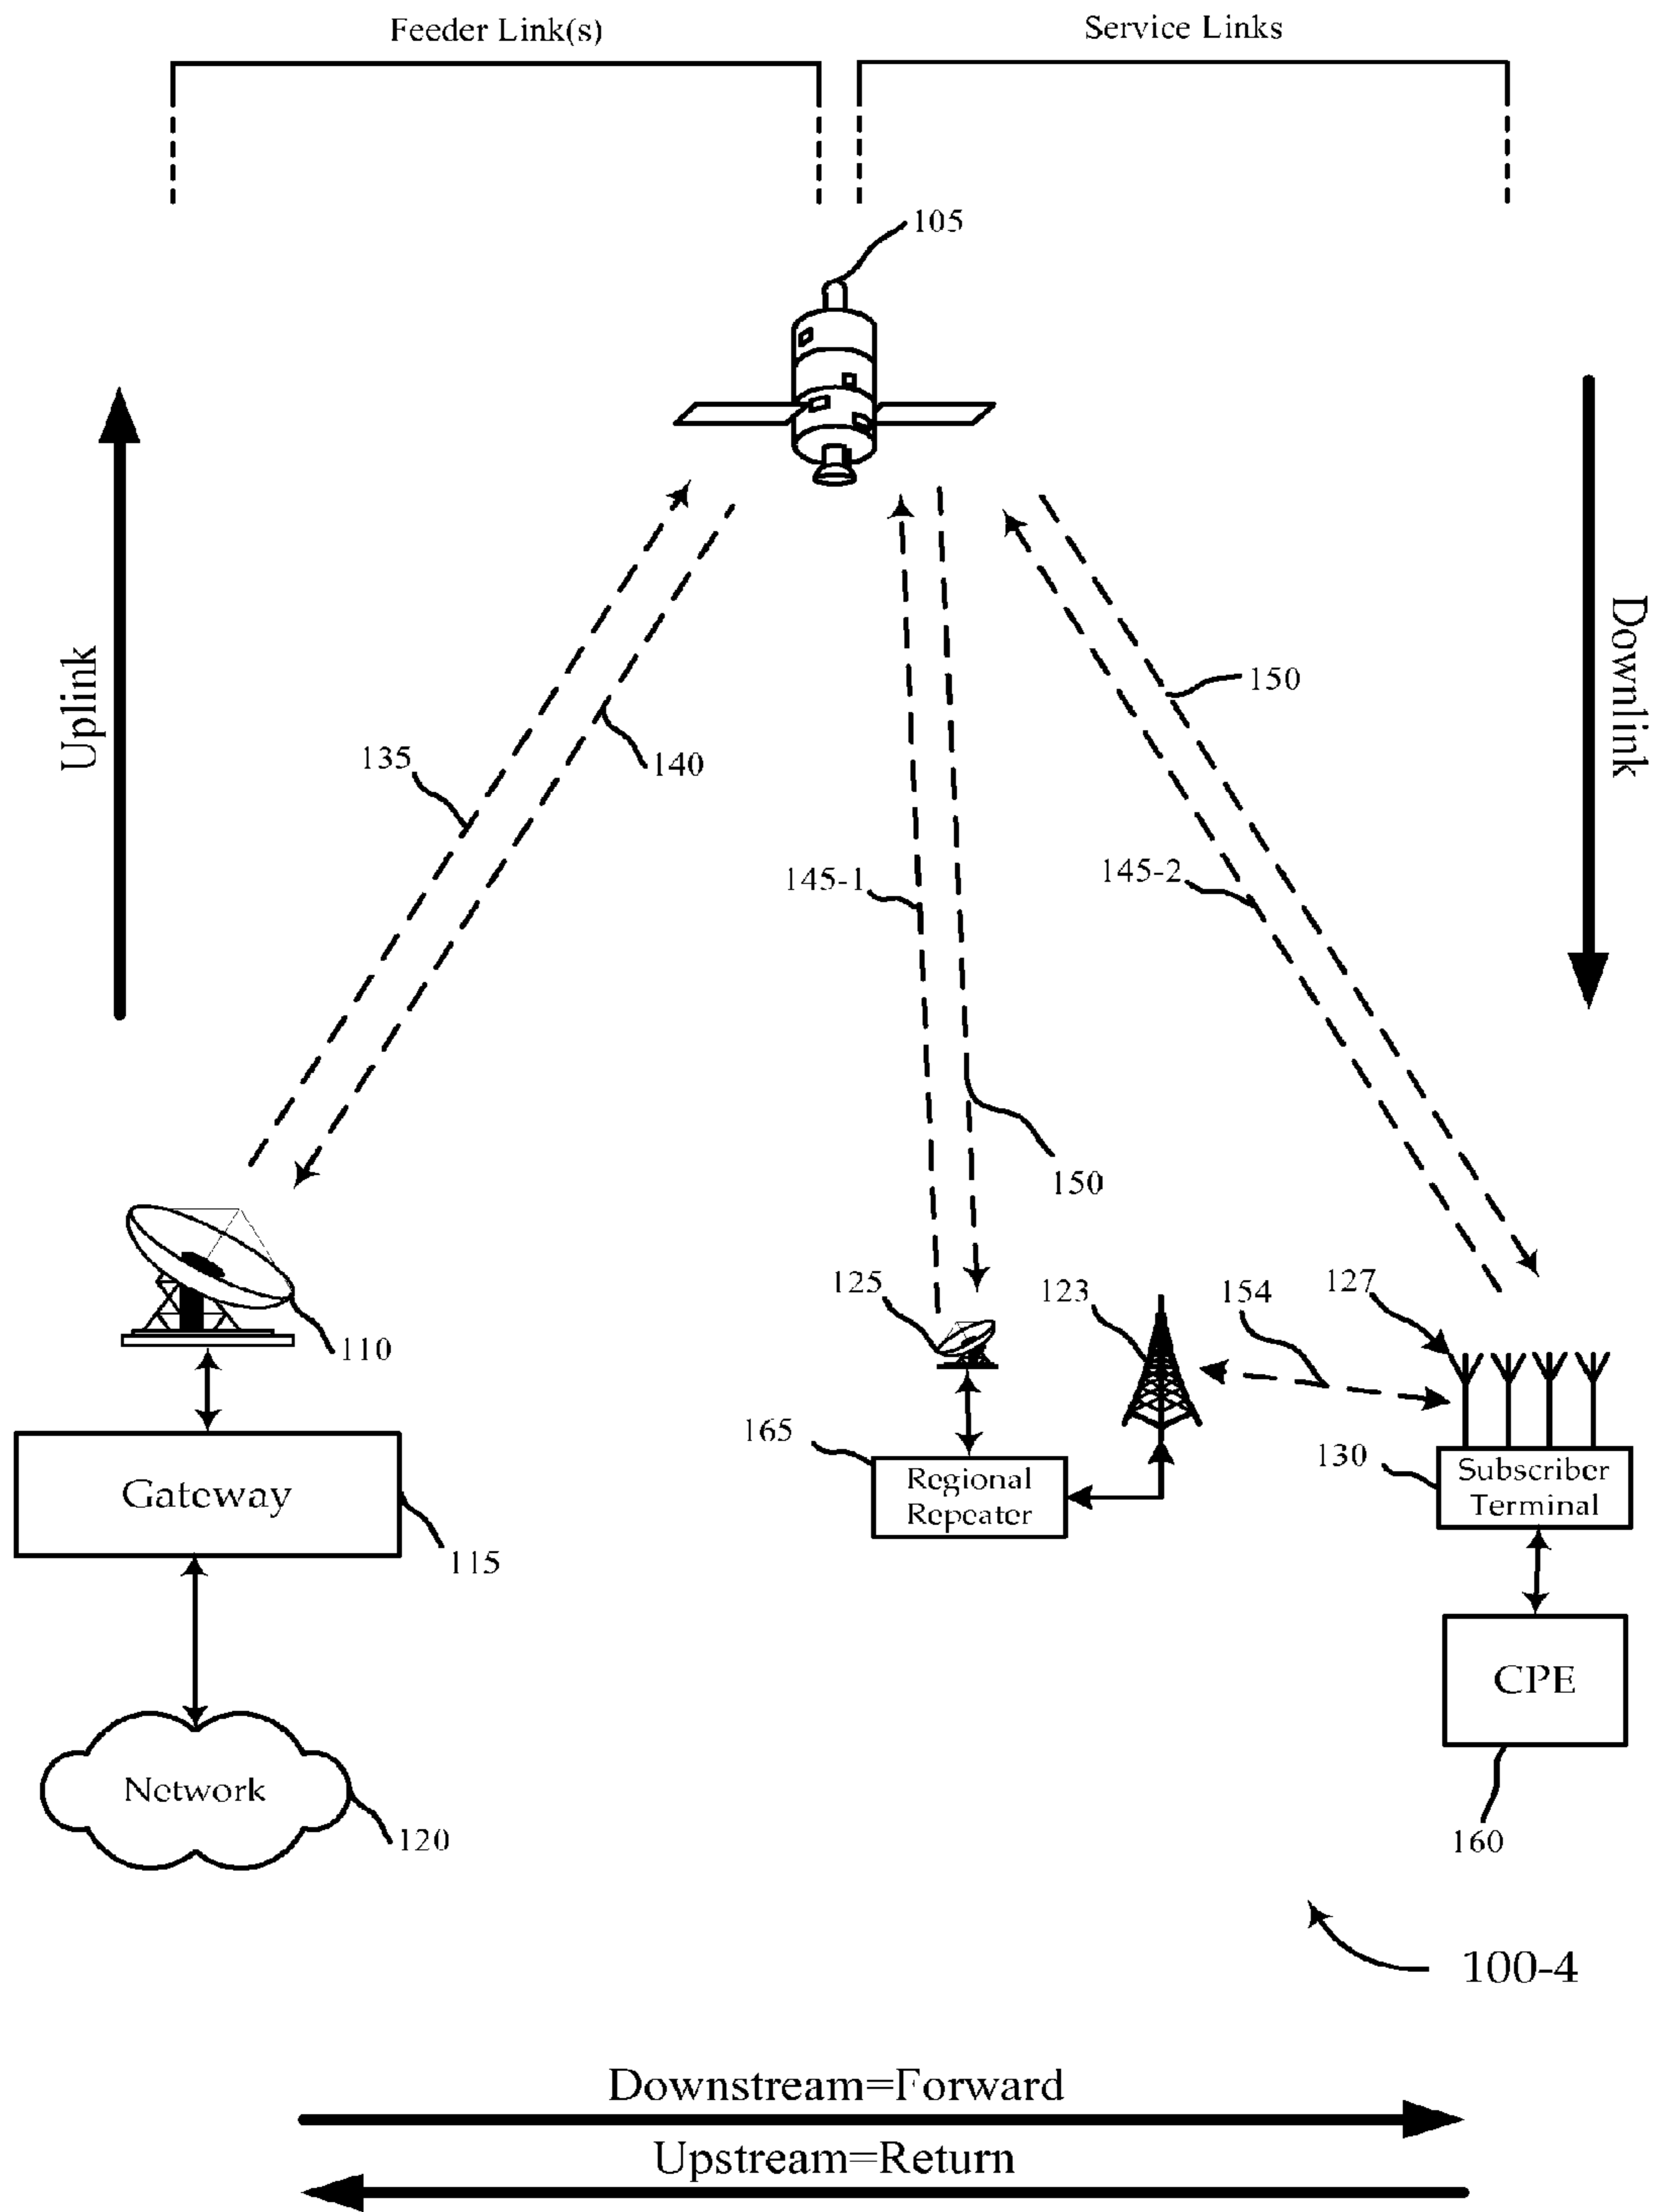 Feeder Link(s)
Service Links
105
Uplink
Downlink
150
135
140
145-1
145-2
150
125
123
154
127
110
165
130
Regional
Repeater
Subscriber
Terminal
Gateway
115
CPE
Network
120
160
100-4
Downstream=Forward
Upstream=Return